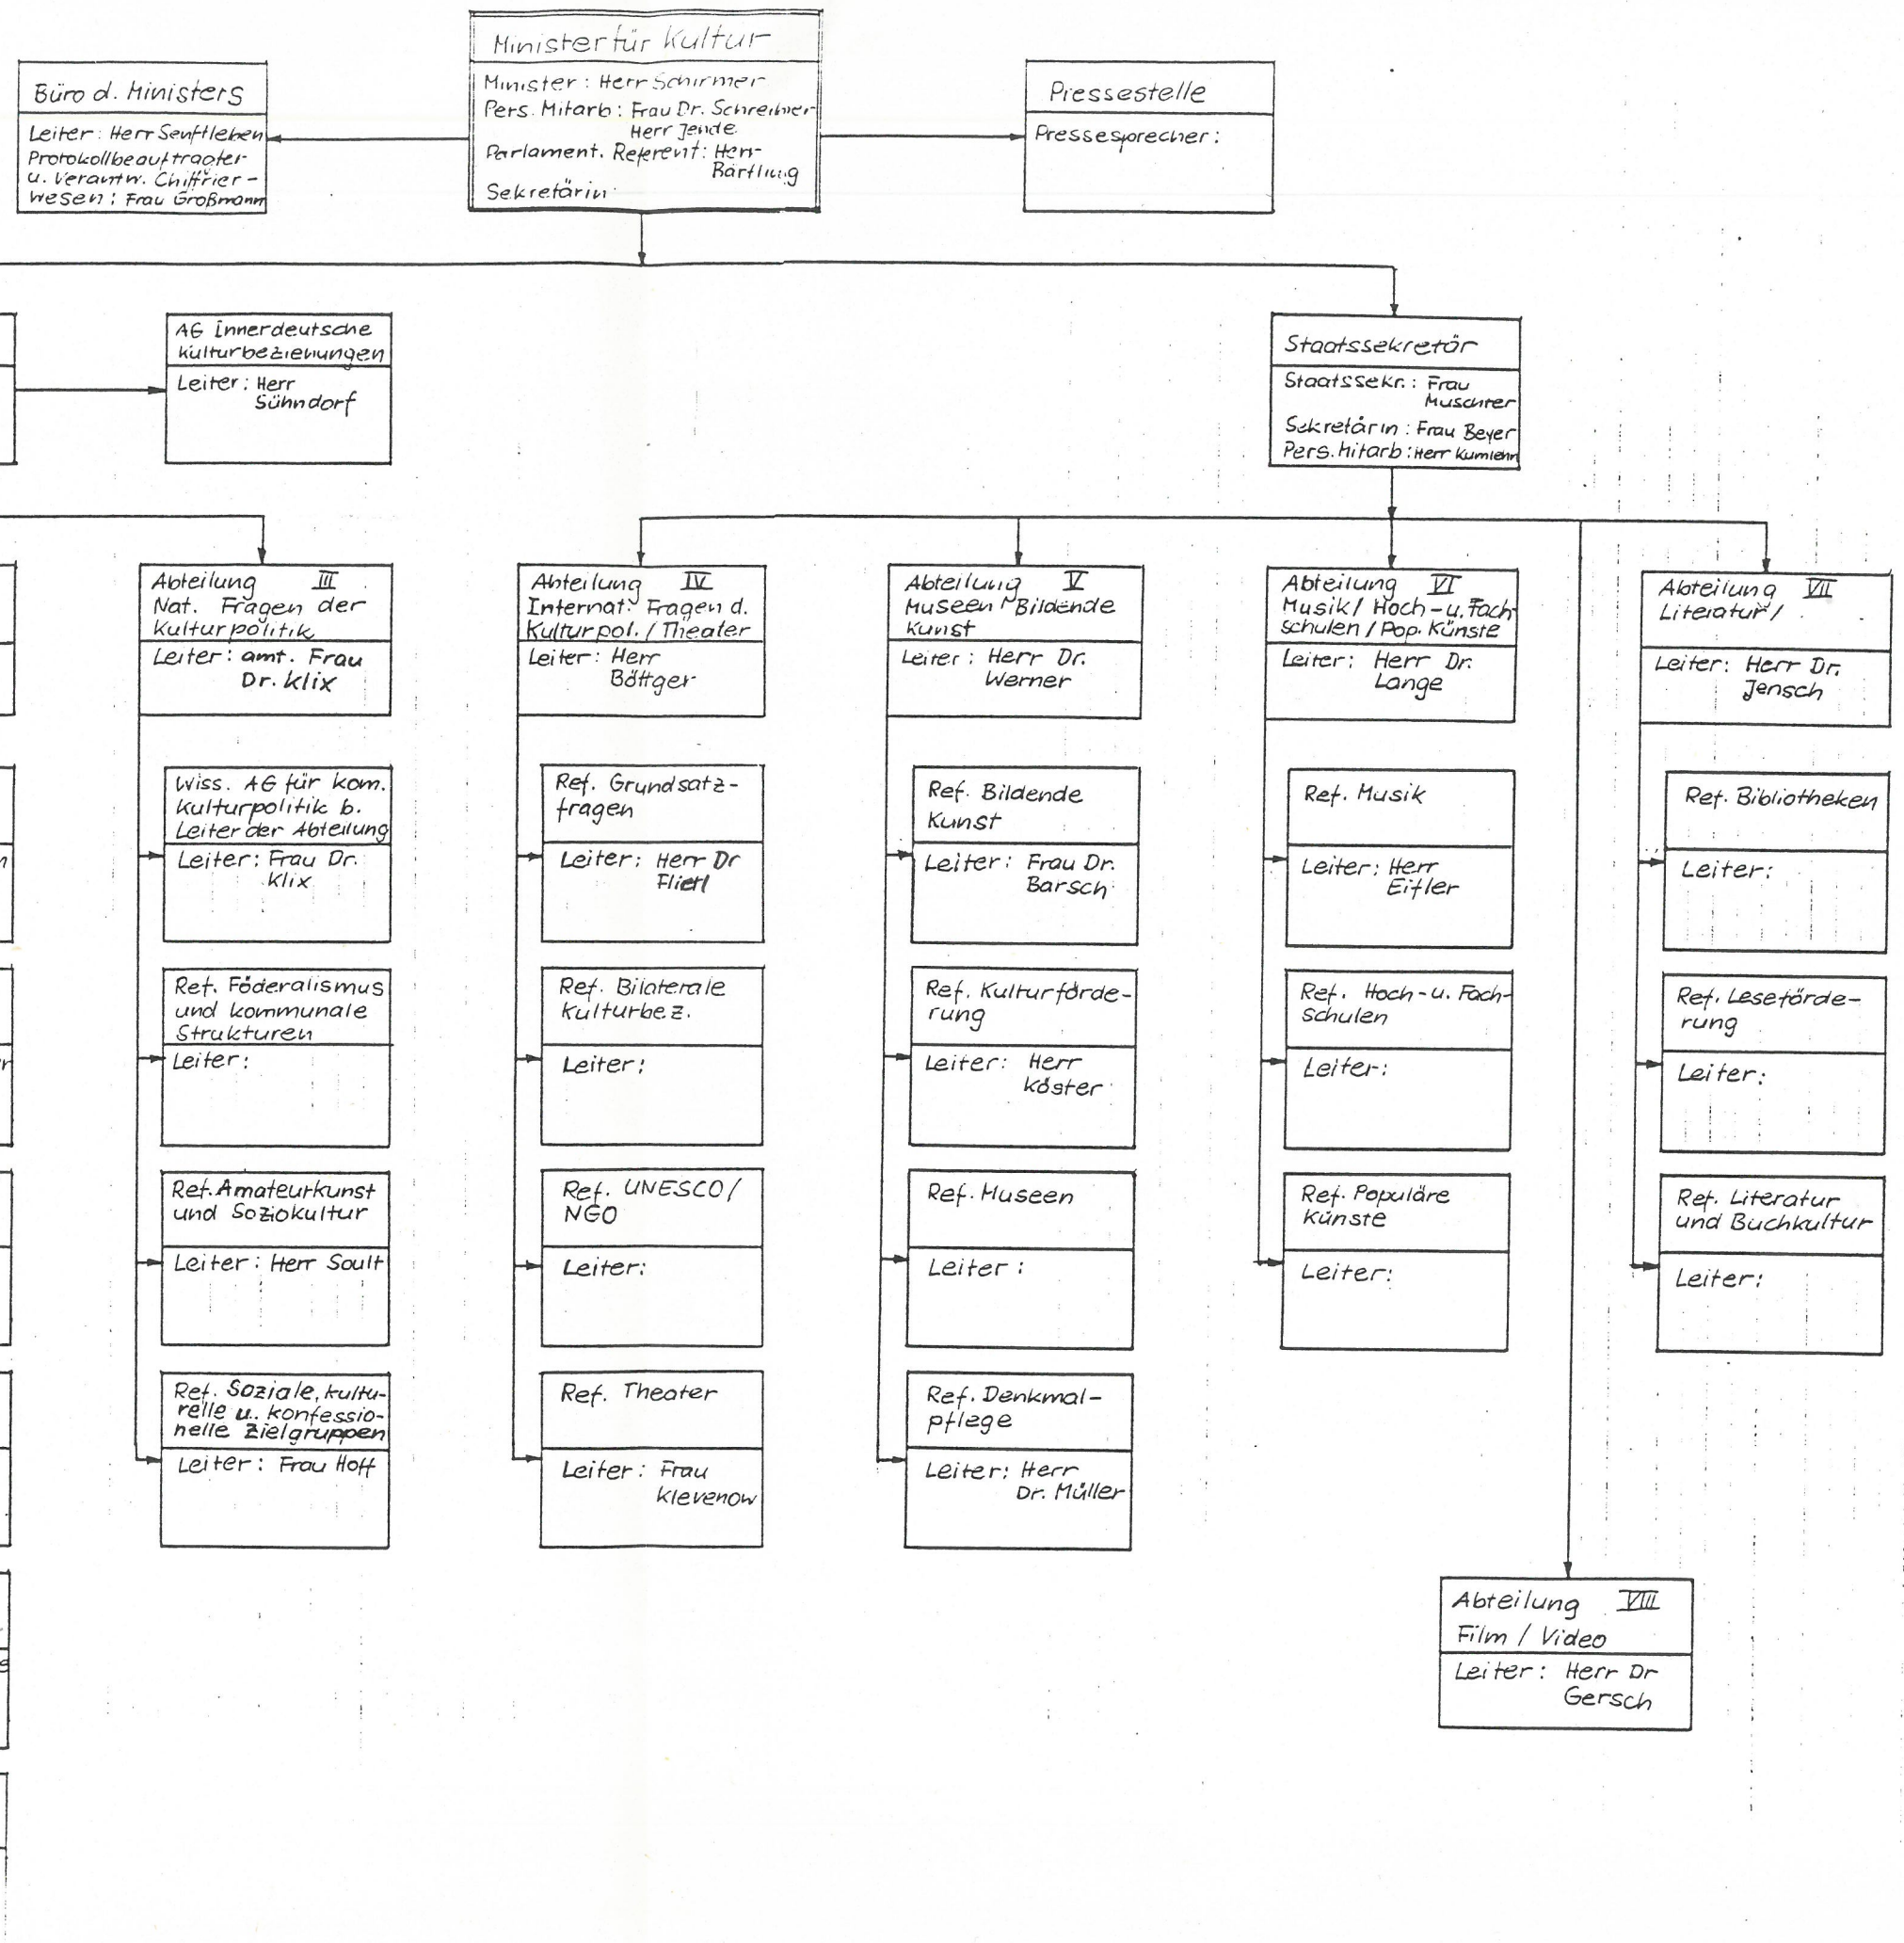 Minister für Kultur
Minister: Herr Schirmer
Pers. Mitarb: Frau Dr. Schreiner
Herr Jende
Parlament. Referent: Herr
Bärtling
Sekretärin:
Büro d. Ministers
Leiter: Herr Senftleben
Protokollbeauftragter
u. Verantw. Chiffrier-
wesen: Frau Großmann
Pressestelle
Pressesprecher:
AG Innerdeutsche
Kulturbeziehungen
Leiter: Herr
Sühndorf
Staatssekretär
Staatssekr.: Frau
Muschter
Sekretärin: Frau Beyer
Pers. Mitarb: Herr Kumlehn
Abteilung III
Nat. Fragen der
Kulturpolitik
Leiter: amt. Frau
Dr. Klix
Wiss. AG für kom.
Kulturpolitik b.
Leiter der Abteilung
Leiter: Frau Dr.
Klix
Ref. Föderalismus
und kommunale
Strukturen
Leiter:
Ref. Amateurkunst
und Soziokultur
Leiter: Herr Soult
Ref. Soziale, kultu-
relle u. konfessio-
nelle Zielgruppen
Leiter: Frau Hoff
Abteilung IV
Internat. Fragen d.
Kulturpol. / Theater
Leiter: Herr
Böttger
Ref. Grundsatz-
fragen
Leiter: Herr Dr
Flierl
Ref. Bilaterale
Kulturbez.
Leiter:
Ref. UNESCO/
NGO
Leiter:
Ref. Theater
Leiter: Frau
Klevenow
Abteilung V
Museen / Bildende
Kunst
Leiter: Herr Dr.
Werner
Ref. Bildende
Kunst
Leiter: Frau Dr.
Barsch
Ref. Kulturförde-
rung
Leiter: Herr
Köster
Ref. Museen
Leiter:
Ref. Denkmal-
pflege
Leiter: Herr
Dr. Müller
Abteilung VI
Musik / Hoch-u. Fach-
schulen / Pop. Künste
Leiter: Herr Dr.
Lange
Ref. Musik
Leiter: Herr
Eifler
Ref. Hoch-u. Fach-
schulen
Leiter:
Ref. Populäre
Künste
Leiter:
Abteilung VII
Literatur /
Leiter: Herr Dr.
Jensch
Ref. Bibliotheken
Leiter:
Ref. Leseförde-
rung
Leiter:
Ref. Literatur
und Buchkultur
Leiter:
Abteilung VIII
Film / Video
Leiter: Herr Dr
Gersch